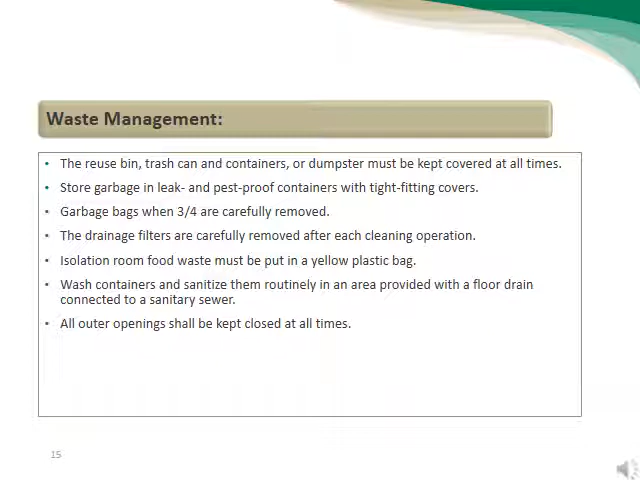 Waste Management:
• The reuse bin, trash can and containers, or dumpster must be kept covered at all times.
• Store garbage in leak- and pest-proof containers with tight-fitting covers.
• Garbage bags when 3/4 are carefully removed.
• The drainage filters are carefully removed after each cleaning operation.
• Isolation room food waste must be put in a yellow plastic bag.
• Wash containers and sanitize them routinely in an area provided with a floor drain
connected to a sanitary sewer.
• All outer openings shall be kept closed at all times.
15